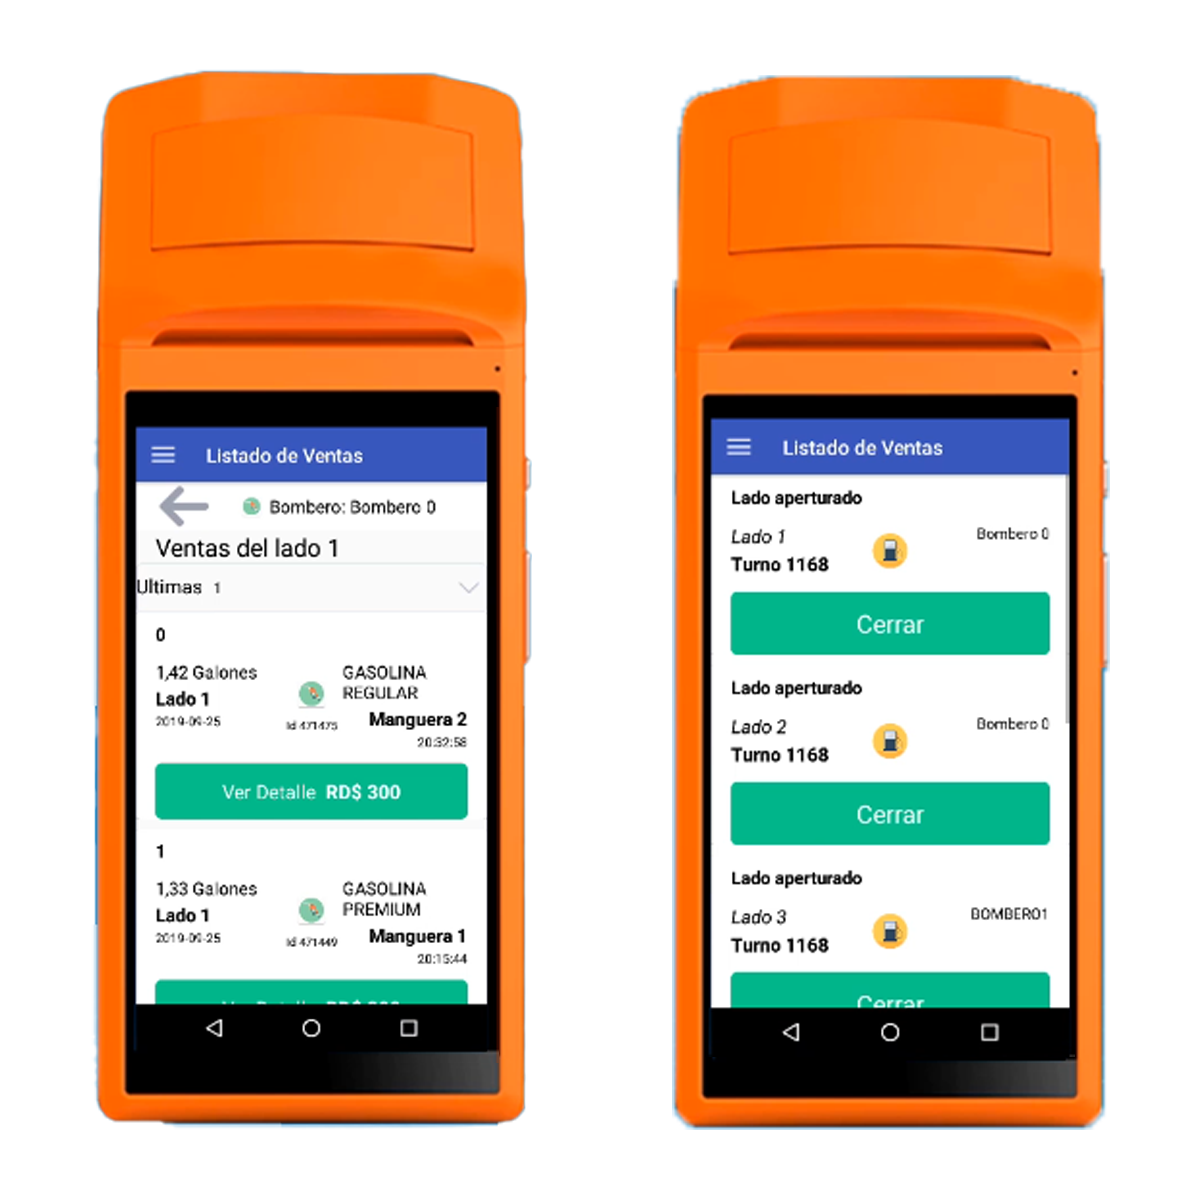 Listado de Ventas
Bombero: Bombero 0
Ventas del lado 1
Ultimas 1
0
1,42 Galones
GASOLINA
REGULAR
Lado 1
Manguera 2
2019-09-25
Id 471475
20:32:58
Ver Detalle RD$ 300
1
1,33 Galones
GASOLINA
PREMIUM
Lado 1
Manguera 1
2019-09-25
Id 471449
20:15:44
Ver Detalle RD$
Listado de Ventas
Lado aperturado
Lado 1
Bombero 0
Turno 1168
Cerrar
Lado aperturado
Lado 2
Bombero 0
Turno 1168
Cerrar
Lado aperturado
Lado 3
BOMBERO1
Turno 1168
Cerrar